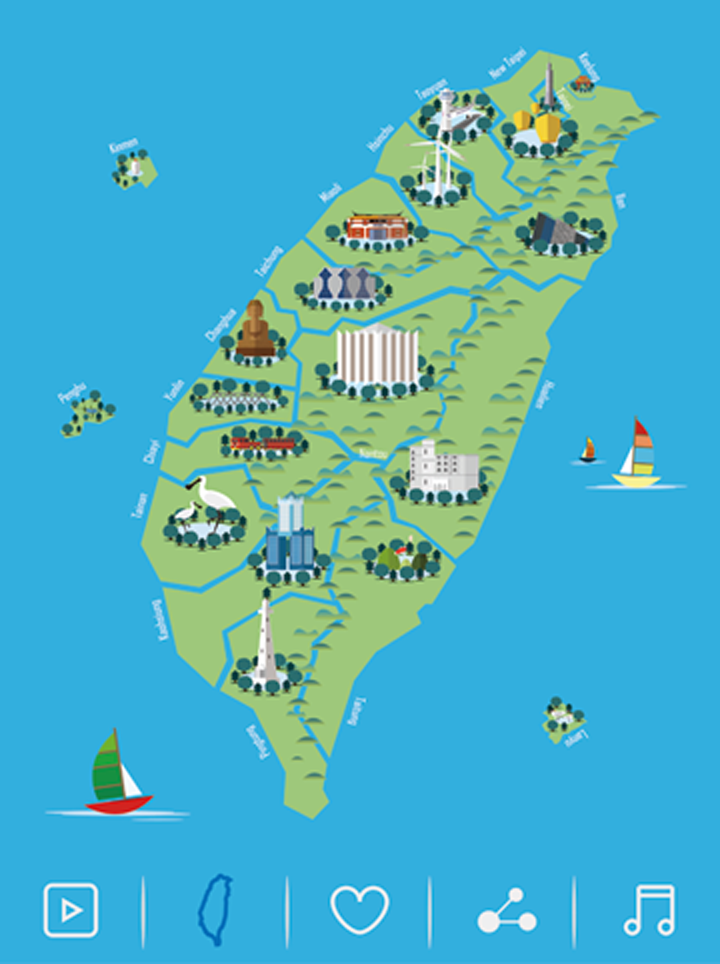 New Taipei
Keelung
Taoyuan
Taipei
Hsinchu
Kinmen
Miaoli
Ilan
Taichung
Changhua
Yunlin
Penghu
Hualien
Chiayi
Nantou
Tainan
Kaohsiung
Taitung
Pingtung
Lanyu